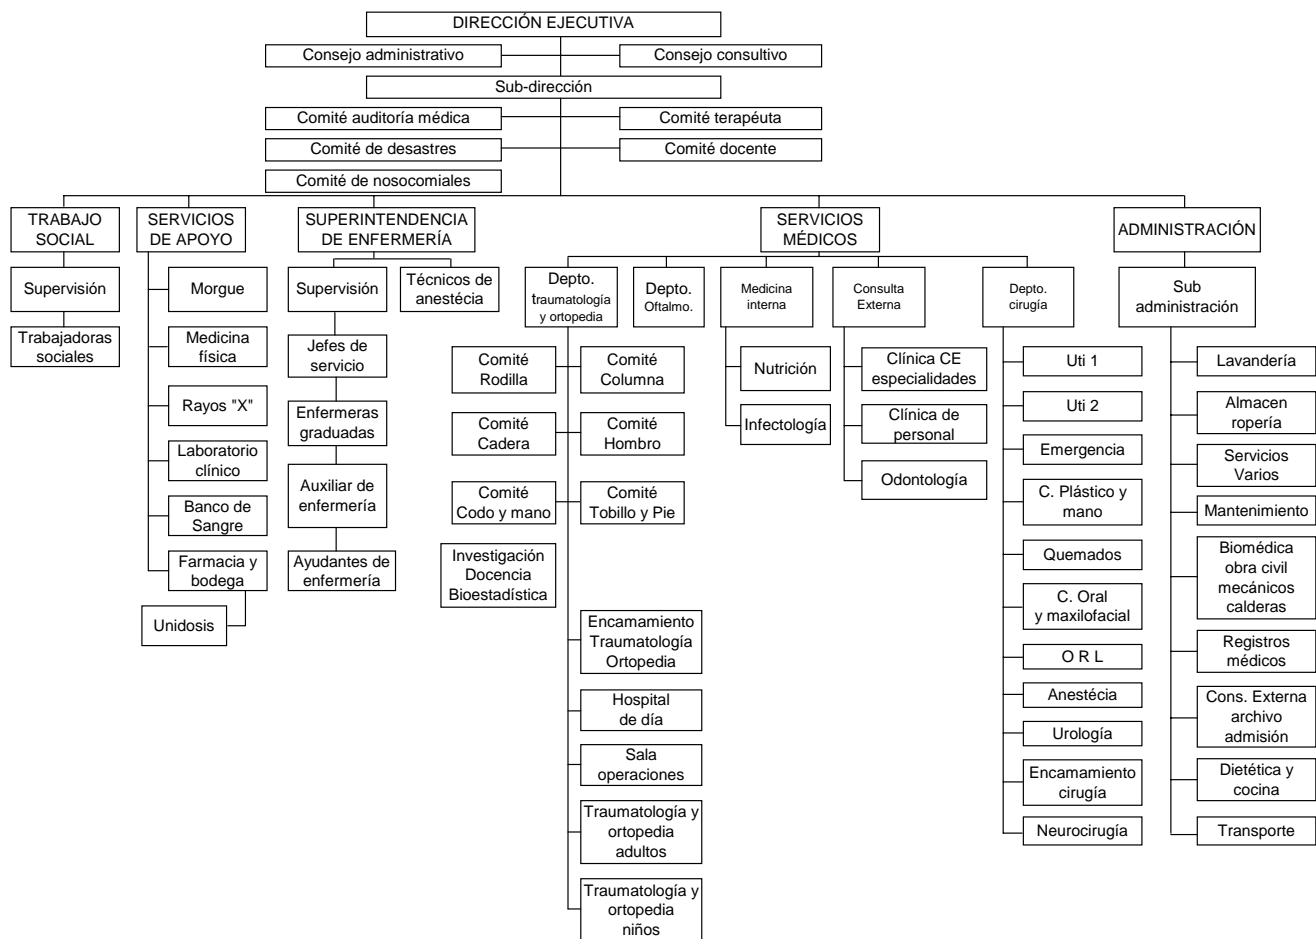 DIRECCIÓN EJECUTIVA
Consejo administrativo
Consejo consultivo
Sub-dirección
Comité auditoría médica
Comité terapéuta
Comité de desastres
Comité docente
Comité de nosocomiales
TRABAJO
SOCIAL
Supervisión
Trabajadoras
sociales
SERVICIOS
DE APOYO
Morgue
Medicina
física
Rayos "X"
Laboratorio
clínico
Banco de
Sangre
Farmacia y
bodega
Unidosis
SUPERINTENDENCIA
DE ENFERMERÍA
Supervisión
Técnicos de
anestécia
Jefes de
servicio
Enfermeras
graduadas
Auxiliar de
enfermería
Ayudantes de
enfermería
SERVICIOS
MÉDICOS
Depto.
traumatología
y ortopedia
Comité
Rodilla
Comité
Columna
Comité
Cadera
Comité
Hombro
Comité
Codo y mano
Comité
Tobillo y Pie
Investigación
Docencia
Bioestadística
Encamamiento
Traumatología
Ortopedia
Hospital
de día
Sala
operaciones
Traumatología y
ortopedia
adultos
Traumatología y
ortopedia
niños
Depto.
Oftalmo.
Medicina
interna
Nutrición
Infectología
Consulta
Externa
Clínica CE
especialidades
Clínica de
personal
Odontología
Depto.
cirugía
Uti 1
Uti 2
Emergencia
C. Plástico y
mano
Quemados
C. Oral
y maxilofacial
O R L
Anestécia
Urología
Encamamiento
cirugía
Neurocirugía
ADMINISTRACIÓN
Sub
administración
Lavandería
Almacen
ropería
Servicios
Varios
Mantenimiento
Biomédica
obra civil
mecánicos
calderas
Registros
médicos
Cons. Externa
archivo
admisión
Dietética y
cocina
Transporte